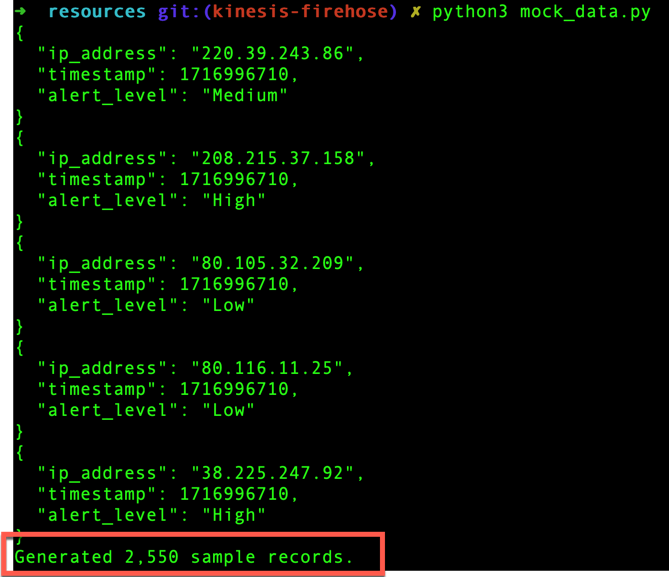 ➜  resources git:(kinesis-firehose) ✗ python3 mock_data.py
{
  "ip_address": "220.39.243.86",
  "timestamp": 1716996710,
  "alert_level": "Medium"
}
{
  "ip_address": "208.215.37.158",
  "timestamp": 1716996710,
  "alert_level": "High"
}
{
  "ip_address": "80.105.32.209",
  "timestamp": 1716996710,
  "alert_level": "Low"
}
{
  "ip_address": "80.116.11.25",
  "timestamp": 1716996710,
  "alert_level": "Low"
}
{
  "ip_address": "38.225.247.92",
  "timestamp": 1716996710,
  "alert_level": "High"
}
Generated 2,550 sample records.